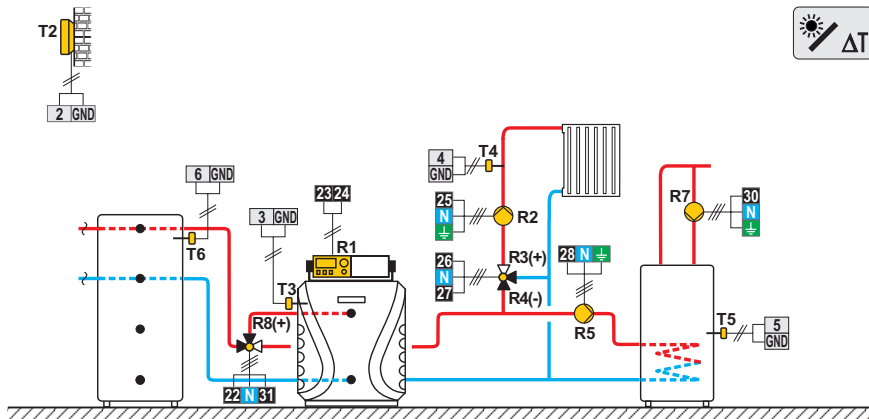 T2
ΔT
2 GND
T4
4
GND
6 GND
23 24
25
N
R2
R7
30
N
3 GND
R1
R3(+)
28 N
T6
26
N
27
T3
R4(-)
R8(+)
R5
T5
5
GND
22 N 31